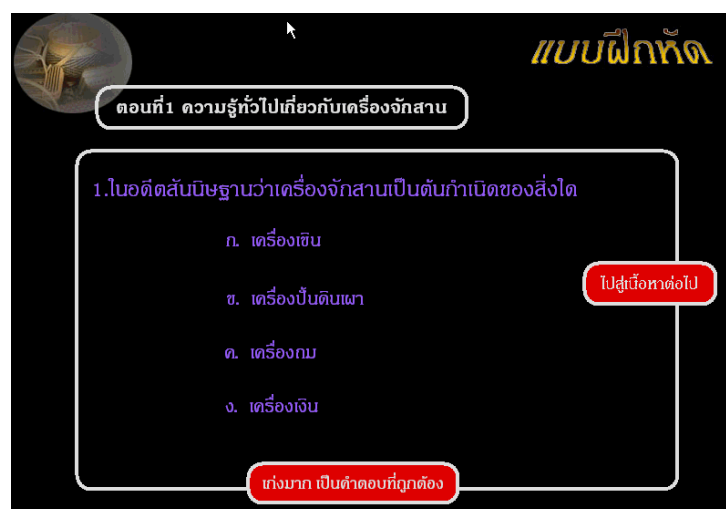 แบบฝึกหัด
ตอนที่1 ความรู้ทั่วไปเกี่ยวกับเครื่องจักสาน
1.ในอดีตสันนิษฐานว่าเครื่องจักสานเป็นต้นกำเนิดของสิ่งใด
ก. เครื่องเขิน
ไปสู่เนื้อหาต่อไป
ข. เครื่องปั้นดินเผา
ค. เครื่องถม
ง. เครื่องเงิน
เก่งมาก เป็นคำตอบที่ถูกต้อง